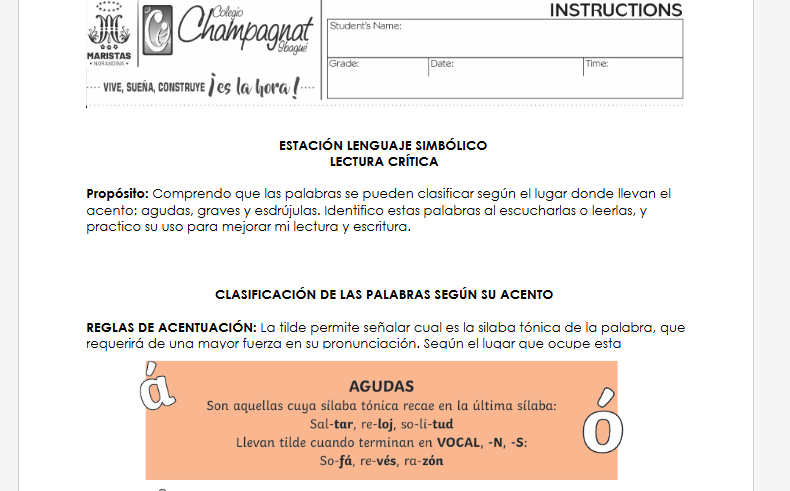 MARISTAS
• NORANDINA •
Colegio
Champagnat
Ibagué
VIVE, SUEÑA, CONSTRUYE ¡es la hora!
INSTRUCTIONS
Student's Name:
Grade:
Date:
Time:
ESTACIÓN LENGUAJE SIMBÓLICO
LECTURA CRÍTICA
Propósito: Comprendo que las palabras se pueden clasificar según el lugar donde llevan el
acento: agudas, graves y esdrújulas. Identifico estas palabras al escucharlas o leerlas, y
practico su uso para mejorar mi lectura y escritura.
CLASIFICACIÓN DE LAS PALABRAS SEGÚN SU ACENTO
REGLAS DE ACENTUACIÓN: La tilde permite señalar cual es la silaba tónica de la palabra, que
requerirá de una mayor fuerza en su pronunciación. Según el lugar que ocupe esta
á
ó
AGUDAS
Son aquellas cuya sílaba tónica recae en la última sílaba:
Sal-tar, re-loj, so-li-tud
Llevan tilde cuando terminan en VOCAL, -N, -S:
So-fá, re-vés, ra-zón